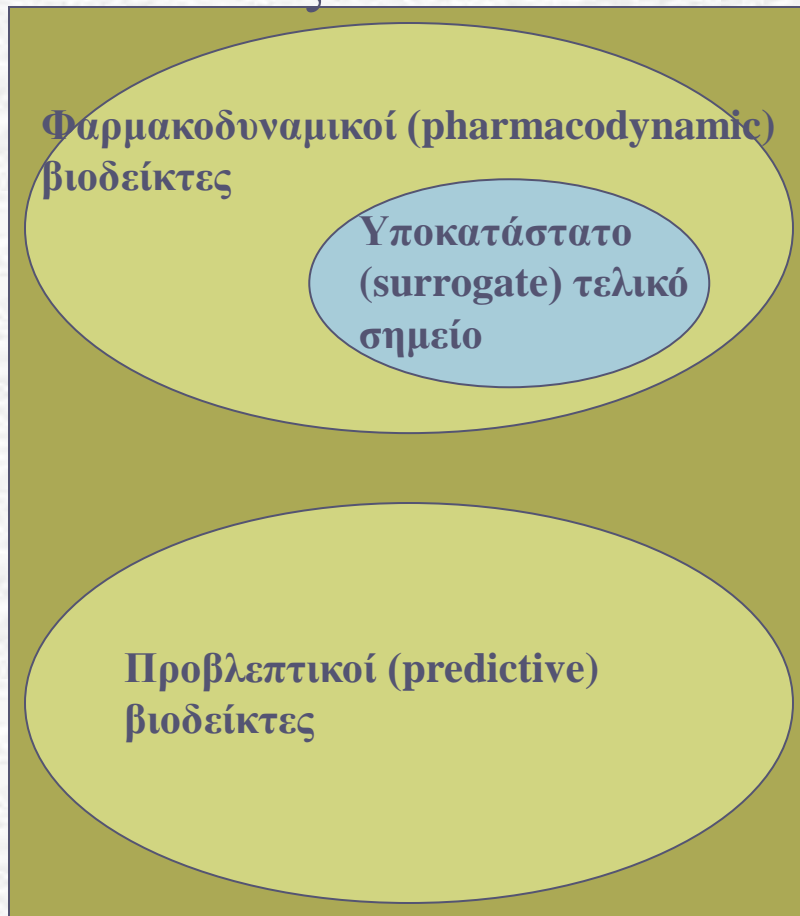 Φαρμακοδυναμικοί (pharmacodynamic)
βιοδείκτες
Υποκατάστατο
(surrogate) τελικό
σημείο
Προβλεπτικοί (predictive)
βιοδείκτες